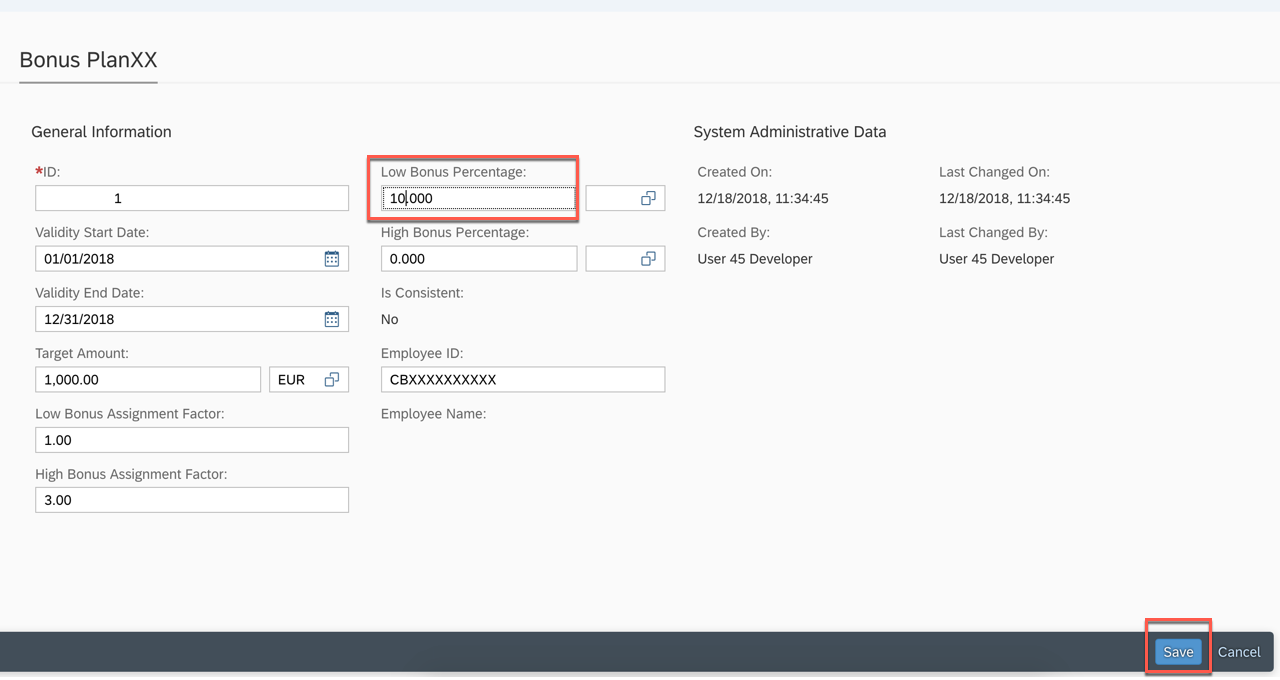 Bonus PlanXX
General Information
*ID:
1
Validity Start Date:
01/01/2018
Validity End Date:
12/31/2018
Target Amount:
1,000.00 EUR
Low Bonus Assignment Factor:
1.00
High Bonus Assignment Factor:
3.00
Low Bonus Percentage:
10.000
High Bonus Percentage:
0.000
Is Consistent:
No
Employee ID:
CBXXXXXXXXXX
Employee Name:
System Administrative Data
Created On:
12/18/2018, 11:34:45
Created By:
User 45 Developer
Last Changed On:
12/18/2018, 11:34:45
Last Changed By:
User 45 Developer
Save Cancel